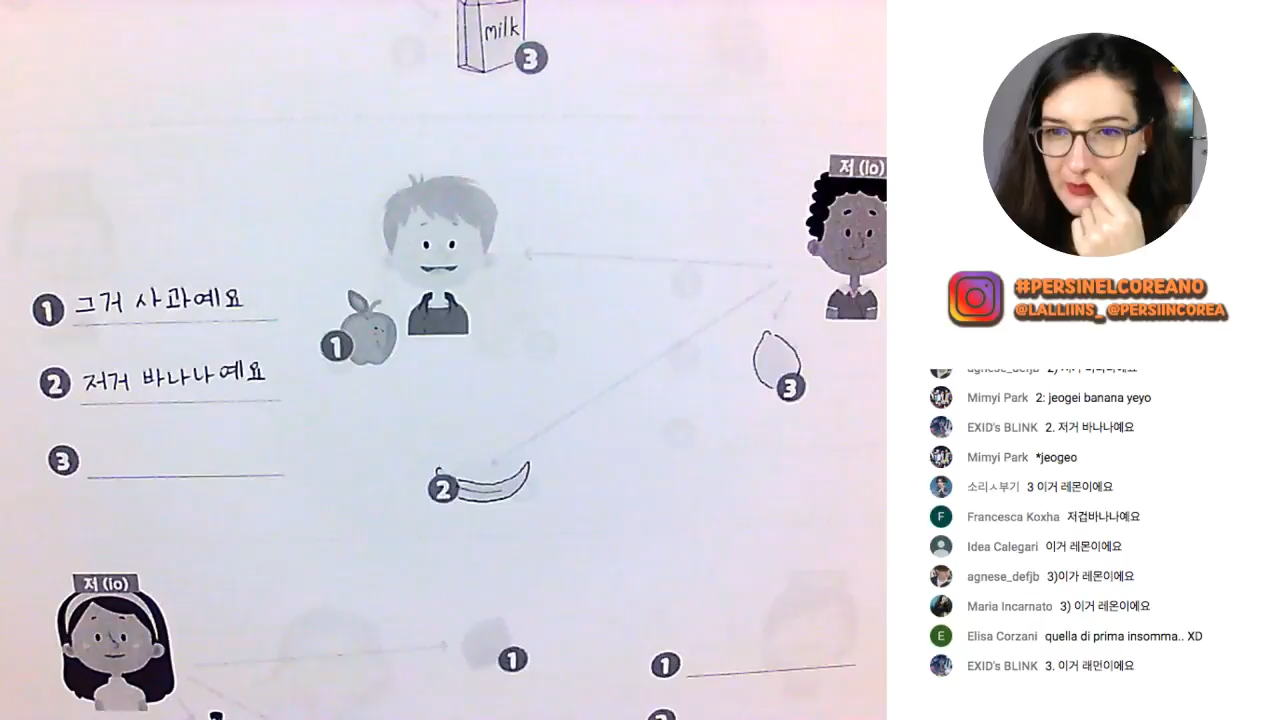 milk
3
저 (io)
1 그거 사과예요
1
3
2 저거 바나나예요
3
2
저 (io)
1
1
2
#PERSINELCOREANO
@LALLIINS_ @PERSIINCOREA
Mimyi Park 2: jeogei banana yeyo
EXID's BLINK 2. 저거 바나나예요
Mimyi Park *jeogeo
소리ㅅ부기 3 이거 레몬이에요
F Francesca Koxha 저겁바나나예요
Idea Calegari 이거 레몬이에요
agnese_defjb 3)이가 레몬이에요
Maria Incarnato 3) 이거 레온이에요
E Elisa Corzani quella di prima insomma.. XD
EXID's BLINK 3. 이거 래먼이에요